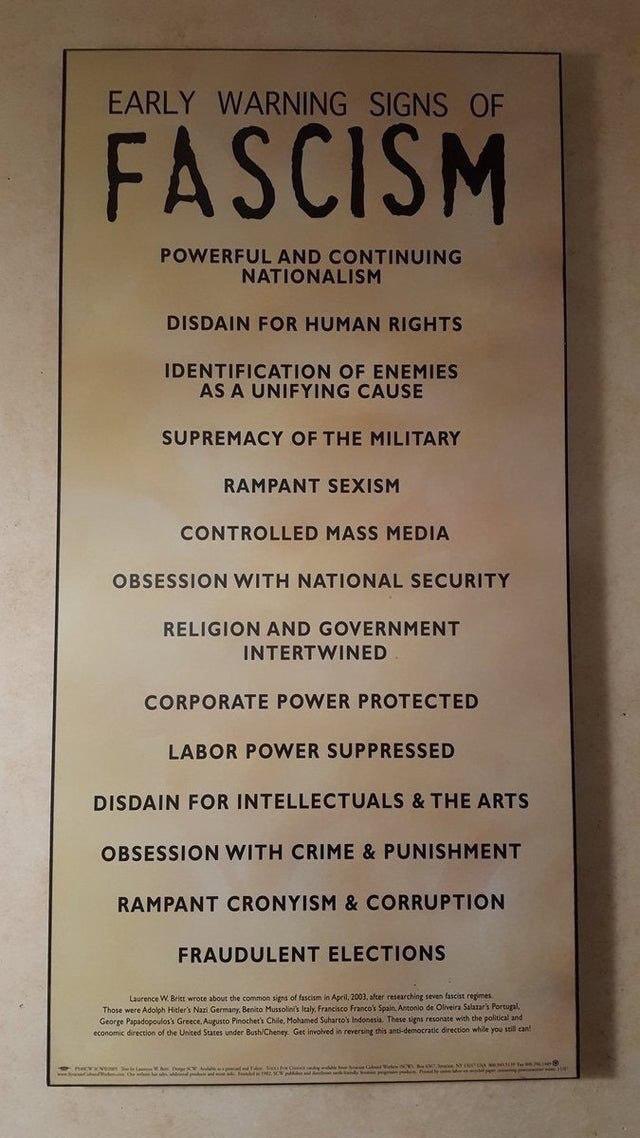 EARLY WARNING SIGNS OF
FASCISM
POWERFUL AND CONTINUING
NATIONALISM
DISDAIN FOR HUMAN RIGHTS
IDENTIFICATION OF ENEMIES
AS A UNIFYING CAUSE
SUPREMACY OF THE MILITARY
RAMPANT SEXISM
CONTROLLED MASS MEDIA
OBSESSION WITH NATIONAL SECURITY
RELIGION AND GOVERNMENT
INTERTWINED
CORPORATE POWER PROTECTED
LABOR POWER SUPPRESSED
DISDAIN FOR INTELLECTUALS & THE ARTS
OBSESSION WITH CRIME & PUNISHMENT
RAMPANT CRONYISM & CORRUPTION
FRAUDULENT ELECTIONS
Laurence W. Britt wrote about the common signs of fascism in April, 2003, after researching seven fascist regimes.
Those were Adolph Hitler's Nazi Germany, Benito Mussolini's Italy, Francisco Franco's Spain, Antonio de Oliveira Salazar's Portugal,
George Papadopoulos's Greece, Augusto Pinochet's Chile, Mohamed Suharto's Indonesia. These signs resonate with the political and
economic direction of the United States under Bush/Cheney. Get involved in reversing this anti-democratic direction while you still can!